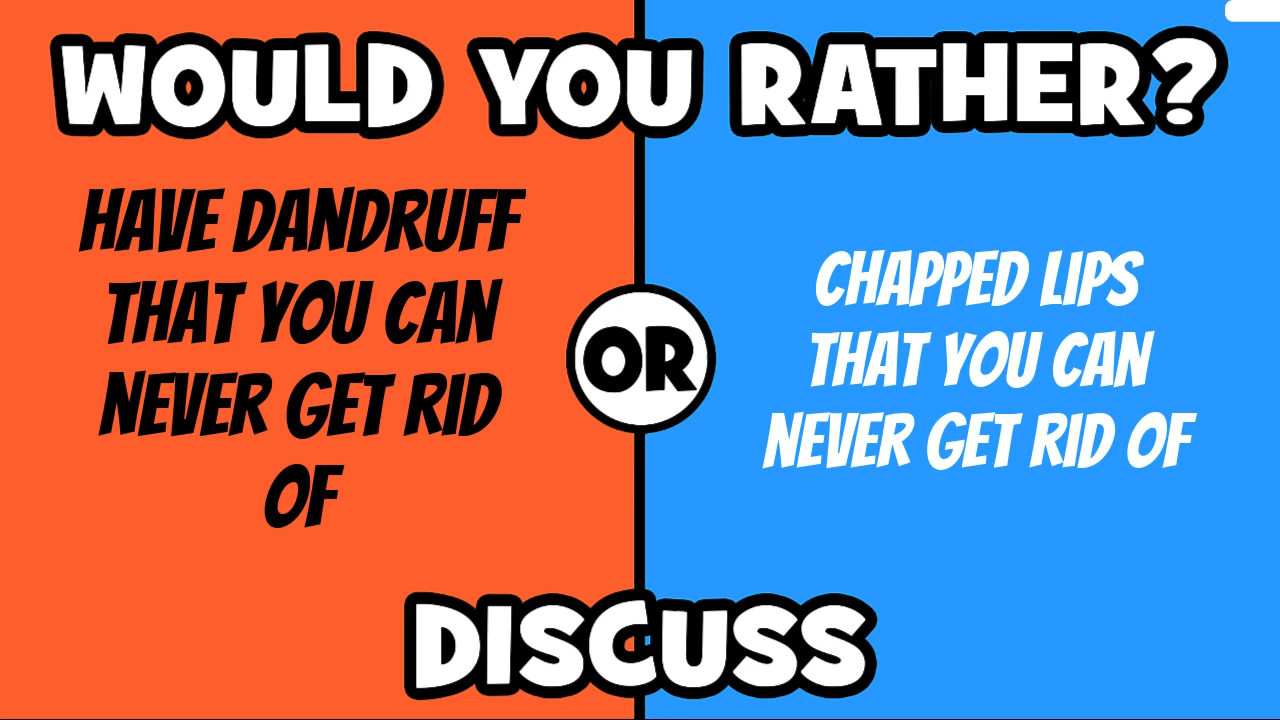 WOULD YOU RATHER?
HAVE DANDRUFF
THAT YOU CAN
NEVER GET RID
OF
OR
CHAPPED LIPS
THAT YOU CAN
NEVER GET RID OF
DISCUSS